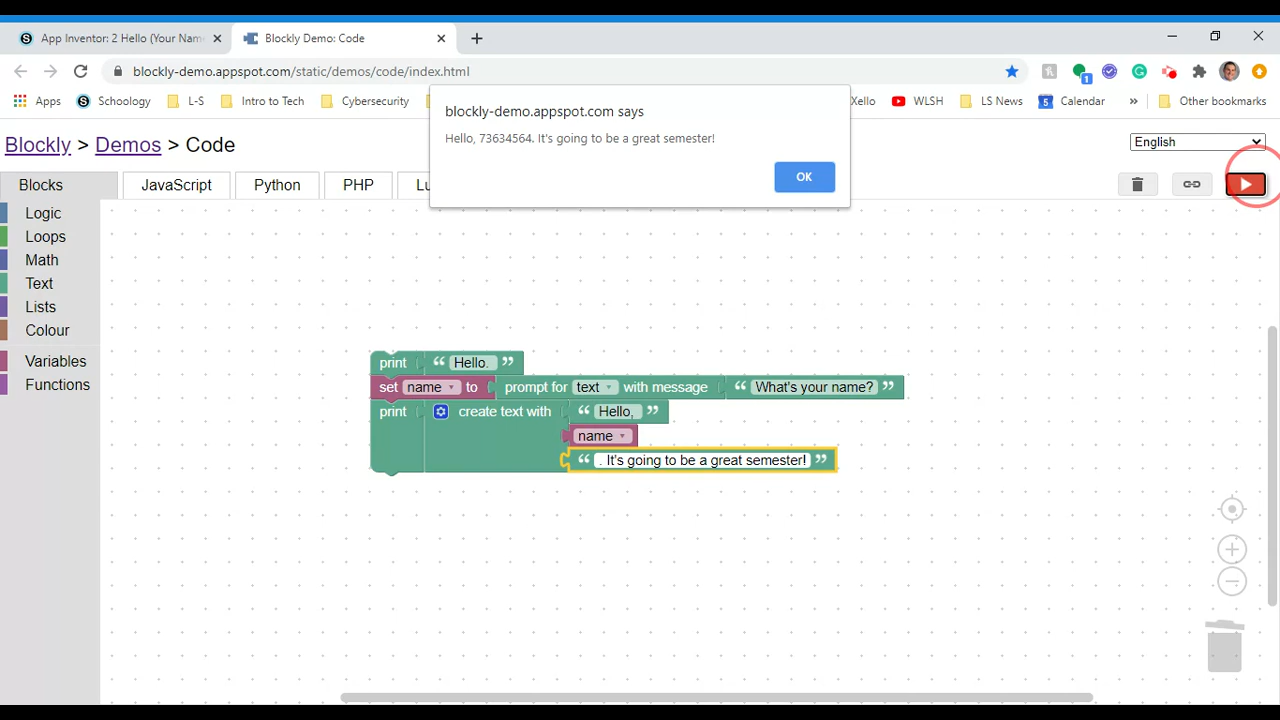 App Inventor: 2 Hello (Your Name
Blockly Demo: Code
blockly-demo.appspot.com/static/demos/code/index.html
1
Apps
Schoology
L-S
Intro to Tech
Cybersecurity
Xello
WLSH
LS News
5
Calendar
»
Other bookmarks
blockly-demo.appspot.com says
Hello, 73634564. It's going to be a great semester!
OK
Blockly > Demos > Code
English
Blocks
JavaScript
Python
PHP
Lu
Logic
Loops
Math
Text
Lists
Colour
Variables
Functions
print “ Hello. ”
set name to prompt for text with message “ What's your name? ”
print create text with “ Hello, ”
name
“ . It's going to be a great semester! ”